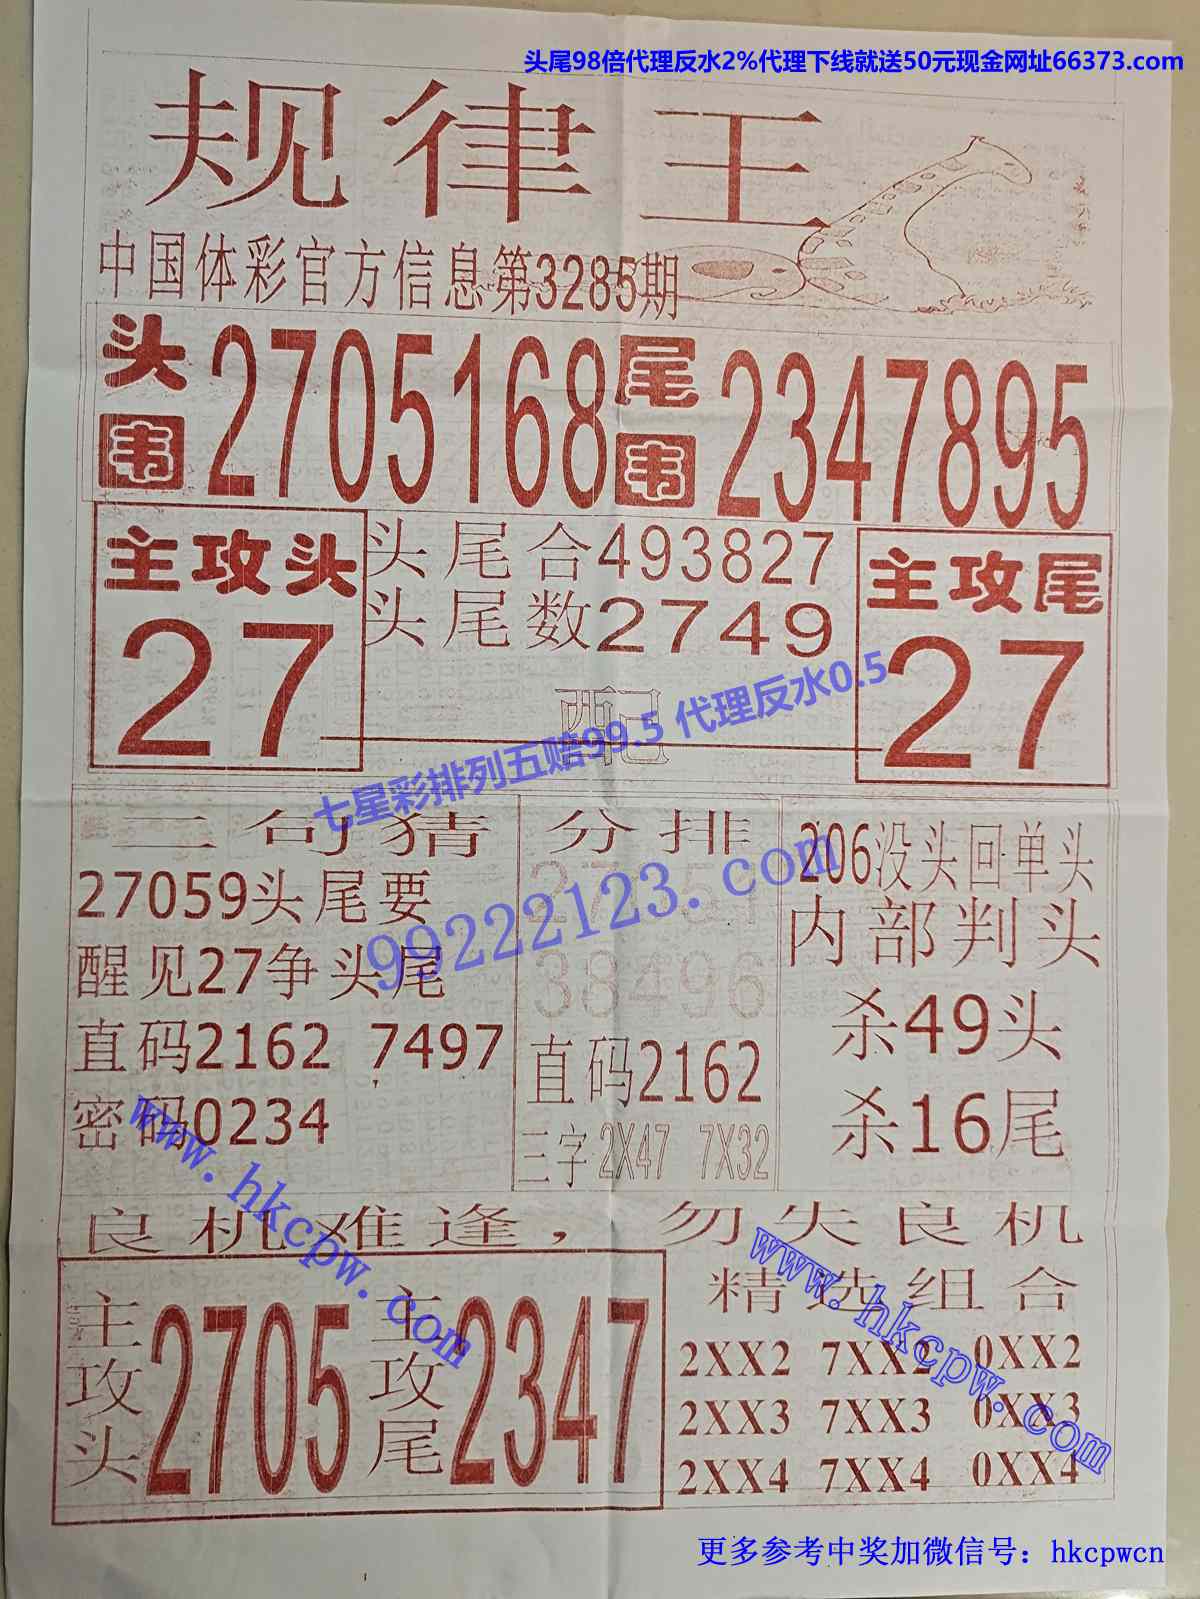 头尾98倍代理反水2%代理下线就送50元现金网址66373.com
规律王
中国体彩官方信息第3285期
头围 2705168 尾围 2347895
主攻头
27
头尾合493827
头尾数2749
配
主攻尾
27
七星彩排列五赔99.5 代理反水0.5
99222123.com
二句猜
27059头尾要
醒见27争头尾
直码2162 7497
密码0234
分排
38496
直码2162
三字 2X47 7X32
206没头回单头
内部判头
杀49头
杀16尾
www.hkcpw.com
www.hkcpw.com
良机难逢，勿失良机
主攻头 2705 主攻尾 2347
精选组合
2XX2 7XX2 0XX2
2XX3 7XX3 0XX3
2XX4 7XX4 0XX4
更多参考中奖加微信号：hkcpwcn